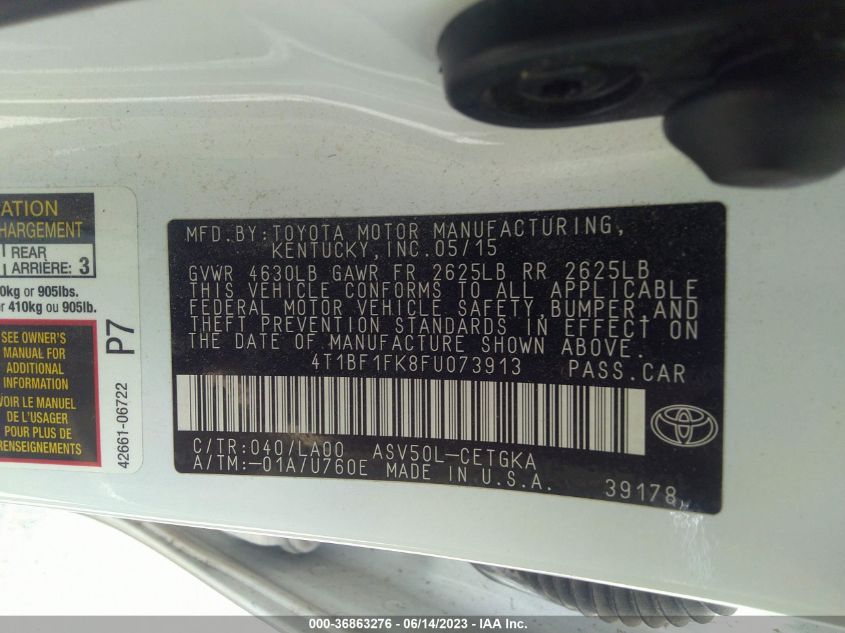 ATION
CHARGEMENT
REAR
ARRIÈRE: 3
0kg or 905lbs.
r 410kg ou 905lb.
SEE OWNER'S
MANUAL FOR
ADDITIONAL
INFORMATION
VOIR LE MANUEL
DE L'USAGER
POUR PLUS DE
RENSEIGNEMENTS
P7
42661-06722
MFD.BY:TOYOTA MOTOR MANUFACTURING,
KENTUCKY,INC.05/15
GVWR 4630LB GAWR FR 2625LB RR 2625LB
THIS VEHICLE CONFORMS TO ALL APPLICABLE
FEDERAL MOTOR VEHICLE SAFETY,BUMPER,AND
THEFT PREVENTION STANDARDS IN EFFECT ON
THE DATE OF MANUFACTURE SHOWN ABOVE.
4T1BF1FK8FU073913 PASS.CAR
C/TR:040/LA00 ASV50L-CETGKA
A/TM:-01A/U760E MADE IN U.S.A.
39178
100 - 36863276 - 06/14/2023 - IAA Inc.